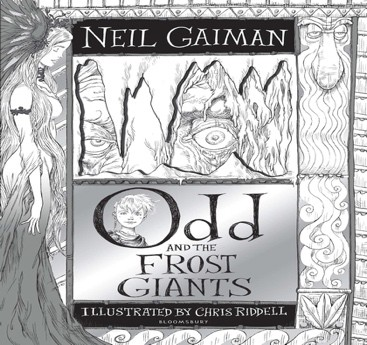 NEIL GAIMAN
Odd
AND THE
FROST
GIANTS
ILLUSTRATED BY CHRIS RIDDELL
BLOOMSBURY